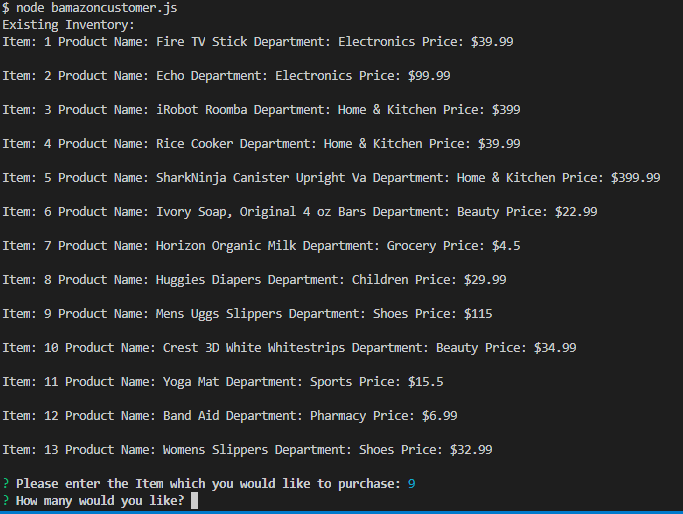 $ node bamazoncustomer.js
Existing Inventory:
Item: 1 Product Name: Fire TV Stick Department: Electronics Price: $39.99
Item: 2 Product Name: Echo Department: Electronics Price: $99.99
Item: 3 Product Name: iRobot Roomba Department: Home & Kitchen Price: $399
Item: 4 Product Name: Rice Cooker Department: Home & Kitchen Price: $39.99
Item: 5 Product Name: SharkNinja Canister Upright Va Department: Home & Kitchen Price: $399.99
Item: 6 Product Name: Ivory Soap, Original 4 oz Bars Department: Beauty Price: $22.99
Item: 7 Product Name: Horizon Organic Milk Department: Grocery Price: $4.5
Item: 8 Product Name: Huggies Diapers Department: Children Price: $29.99
Item: 9 Product Name: Mens Uggs Slippers Department: Shoes Price: $115
Item: 10 Product Name: Crest 3D White Whitestrips Department: Beauty Price: $34.99
Item: 11 Product Name: Yoga Mat Department: Sports Price: $15.5
Item: 12 Product Name: Band Aid Department: Pharmacy Price: $6.99
Item: 13 Product Name: Womens Slippers Department: Shoes Price: $32.99
? Please enter the Item which you would like to purchase: 9
? How many would you like?